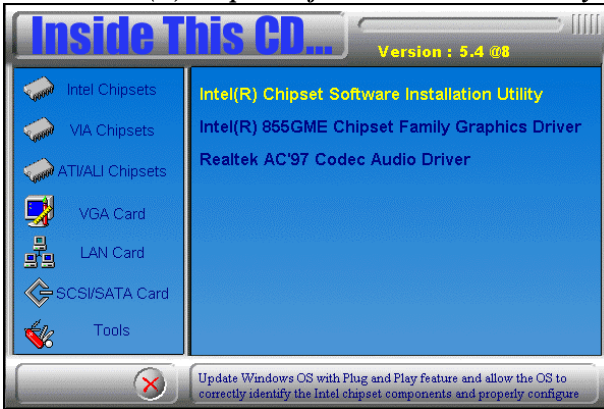 Inside This CD...
Version : 5.4 @8
Intel Chipsets
VIA Chipsets
ATI/ALI Chipsets
VGA Card
LAN Card
SCSI/SATA Card
Tools
Intel(R) Chipset Software Installation Utility
Intel(R) 855GME Chipset Family Graphics Driver
Realtek AC'97 Codec Audio Driver
Update Windows OS with Plug and Play feature and allow the OS to
correctly identify the Intel chipset components and properly configure